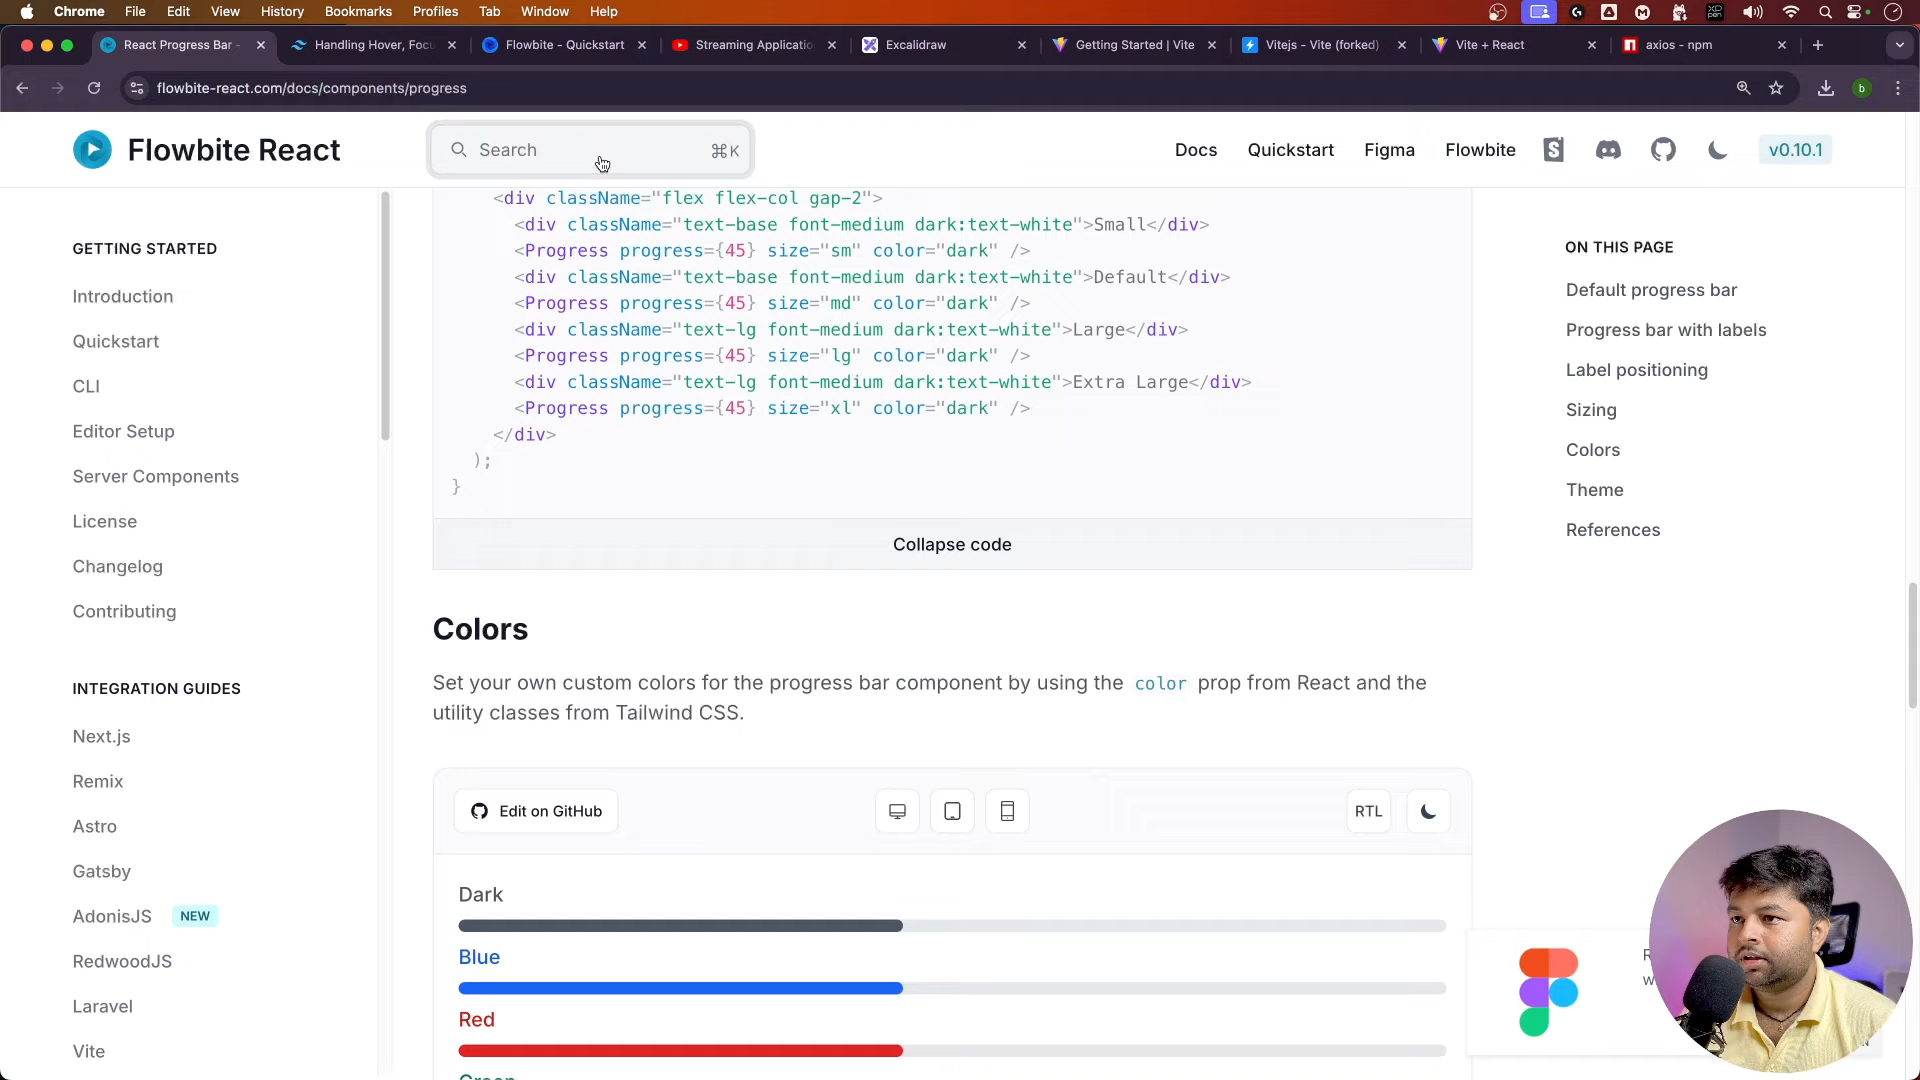 Chrome File Edit View History Bookmarks Profiles Tab Window Help
React Progress Bar - Handling Hover, Focu Flowbite - Quickstart Streaming Applicatio Excalidraw Getting Started | Vite Vitejs - Vite (forked) Vite + React axios - npm
flowbite-react.com/docs/components/progress b
Flowbite React Search ⌘K Docs Quickstart Figma Flowbite v0.10.1
GETTING STARTED
Introduction
Quickstart
CLI
Editor Setup
Server Components
License
Changelog
Contributing
INTEGRATION GUIDES
Next.js
Remix
Astro
Gatsby
AdonisJS NEW
RedwoodJS
Laravel
Vite
<div className="flex flex-col gap-2">
<div className="text-base font-medium dark:text-white">Small</div>
<Progress progress={45} size="sm" color="dark" />
<div className="text-base font-medium dark:text-white">Default</div>
<Progress progress={45} size="md" color="dark" />
<div className="text-lg font-medium dark:text-white">Large</div>
<Progress progress={45} size="lg" color="dark" />
<div className="text-lg font-medium dark:text-white">Extra Large</div>
<Progress progress={45} size="xl" color="dark" />
</div>
);
}
Collapse code
Colors
Set your own custom colors for the progress bar component by using the color prop from React and the
utility classes from Tailwind CSS.
Edit on GitHub RTL
Dark
Blue
Red
ON THIS PAGE
Default progress bar
Progress bar with labels
Label positioning
Sizing
Colors
Theme
References